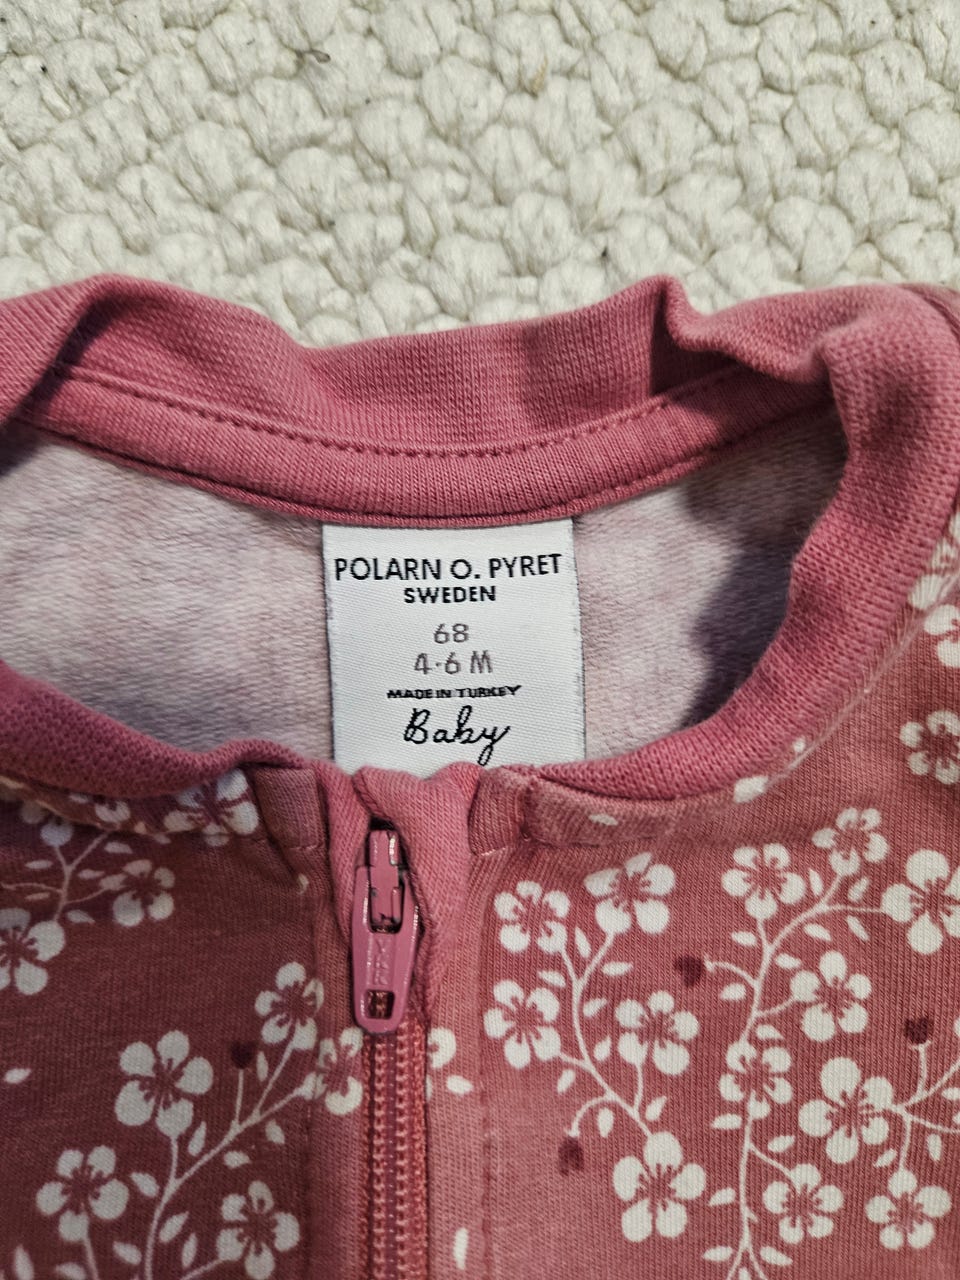 POLARN O. PYRET
SWEDEN
68
4-6 M
MADE IN TURKEY
Baby